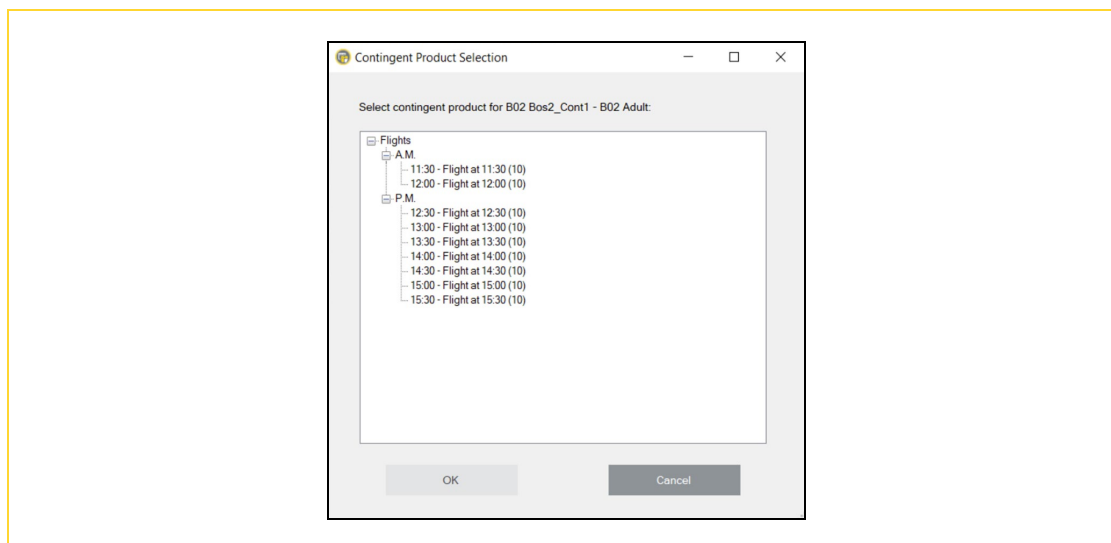 Contingent Product Selection
Select contingent product for B02 Bos2_Cont1 - B02 Adult:
Flights
A.M.
11:30 - Flight at 11:30 (10)
12:00 - Flight at 12:00 (10)
P.M.
12:30 - Flight at 12:30 (10)
13:00 - Flight at 13:00 (10)
13:30 - Flight at 13:30 (10)
14:00 - Flight at 14:00 (10)
14:30 - Flight at 14:30 (10)
15:00 - Flight at 15:00 (10)
15:30 - Flight at 15:30 (10)
OK Cancel